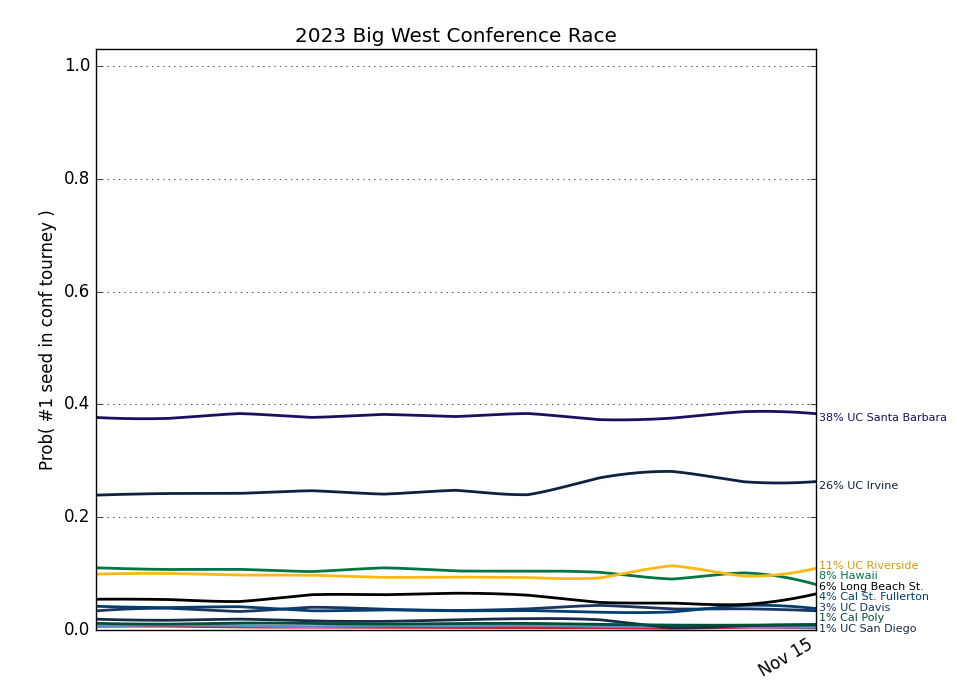 2023 Big West Conference Race
Prob( #1 seed in conf tourney )
1.0
0.8
0.6
0.4
0.2
0.0
38% UC Santa Barbara
26% UC Irvine
11% UC Riverside
8% Hawaii
6% Long Beach St.
4% Cal St. Fullerton
3% UC Davis
1% Cal Poly
1% UC San Diego
Nov 15